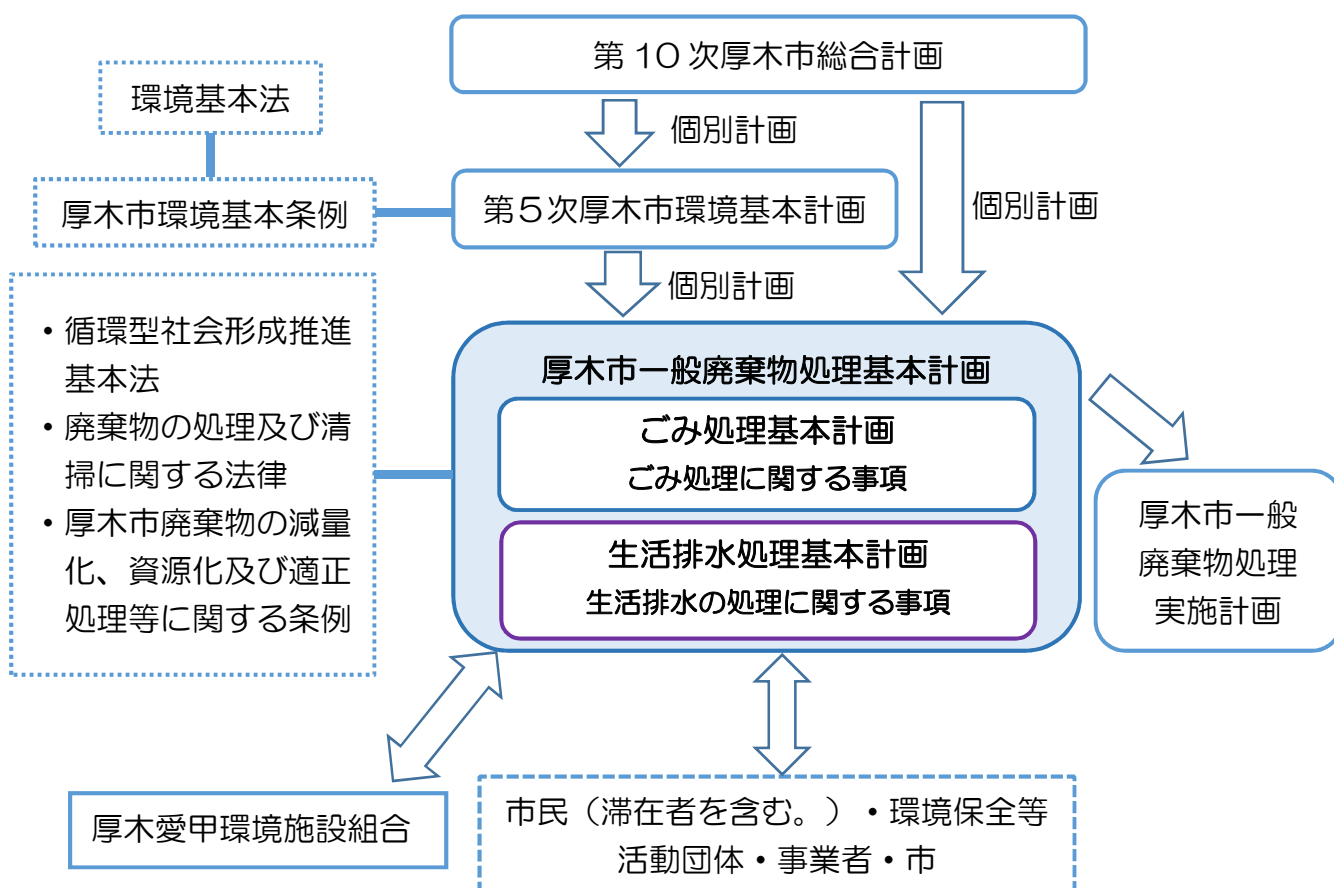 第 10 次厚木市総合計画
環境基本法
個別計画
厚木市環境基本条例
第5次厚木市環境基本計画
個別計画
個別計画
・循環型社会形成推進
基本法
・廃棄物の処理及び清
掃に関する法律
・厚木市廃棄物の減量
化、資源化及び適正
処理等に関する条例
厚木市一般廃棄物処理基本計画
ごみ処理基本計画
ごみ処理に関する事項
生活排水処理基本計画
生活排水の処理に関する事項
厚木市一般
廃棄物処理
実施計画
厚木愛甲環境施設組合
市民（滞在者を含む。）・環境保全等
活動団体・事業者・市